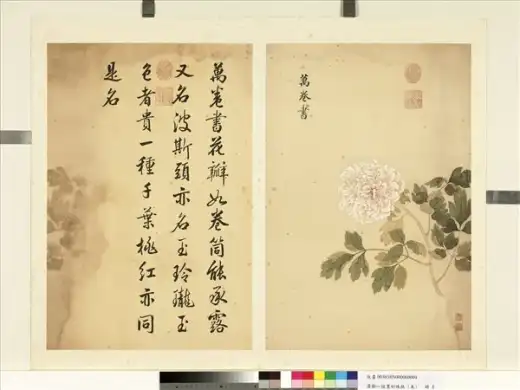 萬卷書
萬卷書花瓣如卷筒能承露
又名波斯頭亦名玉玲瓏玉
色者貴一種千葉極紅亦同
是名